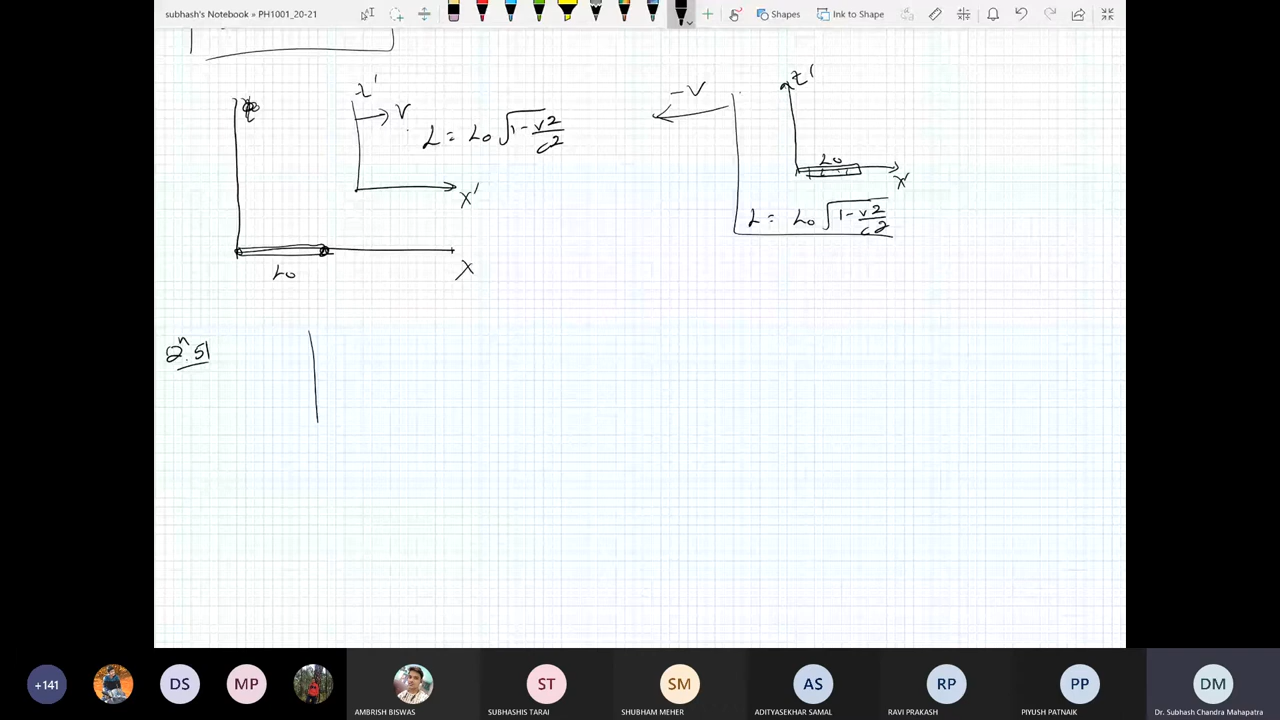 subhash's Notebook » PH1001_20-21
Shapes
Ink to Shape
z'
V
L = L0 √1-v2/c2
X'
L0
X
-V
z'
L0
X'
L = L0 √1-v2/c2
+141
DS
MP
ST
SM
AS
RP
PP
DM
AMBRISH BISWAS
SUBHASHIS TARAI
SHUBHAM MEHER
ADITYASEKHAR SAMAL
RAVI PRAKASH
PIYUSH PATNAIK
Dr. Subhash Chandra Mahapatra